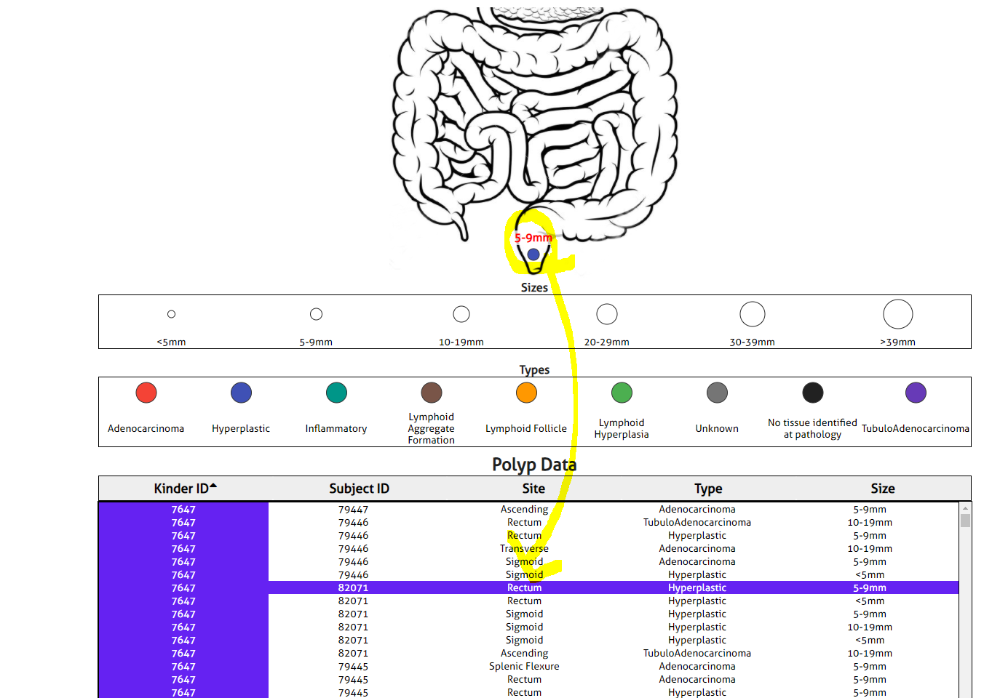 5-9mm
Sizes
<5mm 5-9mm 10-19mm 20-29mm 30-39mm >39mm
Types
Adenocarcinoma Hyperplastic Inflammatory Lymphoid Aggregate Formation Lymphoid Follicle Lymphoid Hyperplasia Unknown No tissue identified at pathology TubuloAdenocarcinoma
Polyp Data
Kinder ID Subject ID Site Type Size
7647 79447 Ascending Adenocarcinoma 5-9mm
7647 79446 Rectum TubuloAdenocarcinoma 10-19mm
7647 79446 Rectum Hyperplastic 5-9mm
7647 79446 Transverse Adenocarcinoma 10-19mm
7647 79446 Sigmoid Adenocarcinoma 5-9mm
7647 79446 Sigmoid Hyperplastic <5mm
7647 82071 Rectum Hyperplastic 5-9mm
7647 82071 Rectum Hyperplastic <5mm
7647 82071 Sigmoid Hyperplastic 5-9mm
7647 82071 Sigmoid Hyperplastic 10-19mm
7647 82071 Sigmoid Hyperplastic <5mm
7647 82071 Ascending TubuloAdenocarcinoma 10-19mm
7647 79445 Splenic Flexure Adenocarcinoma 5-9mm
7647 79445 Rectum Adenocarcinoma 5-9mm
7647 79445 Rectum Hyperplastic 5-9mm